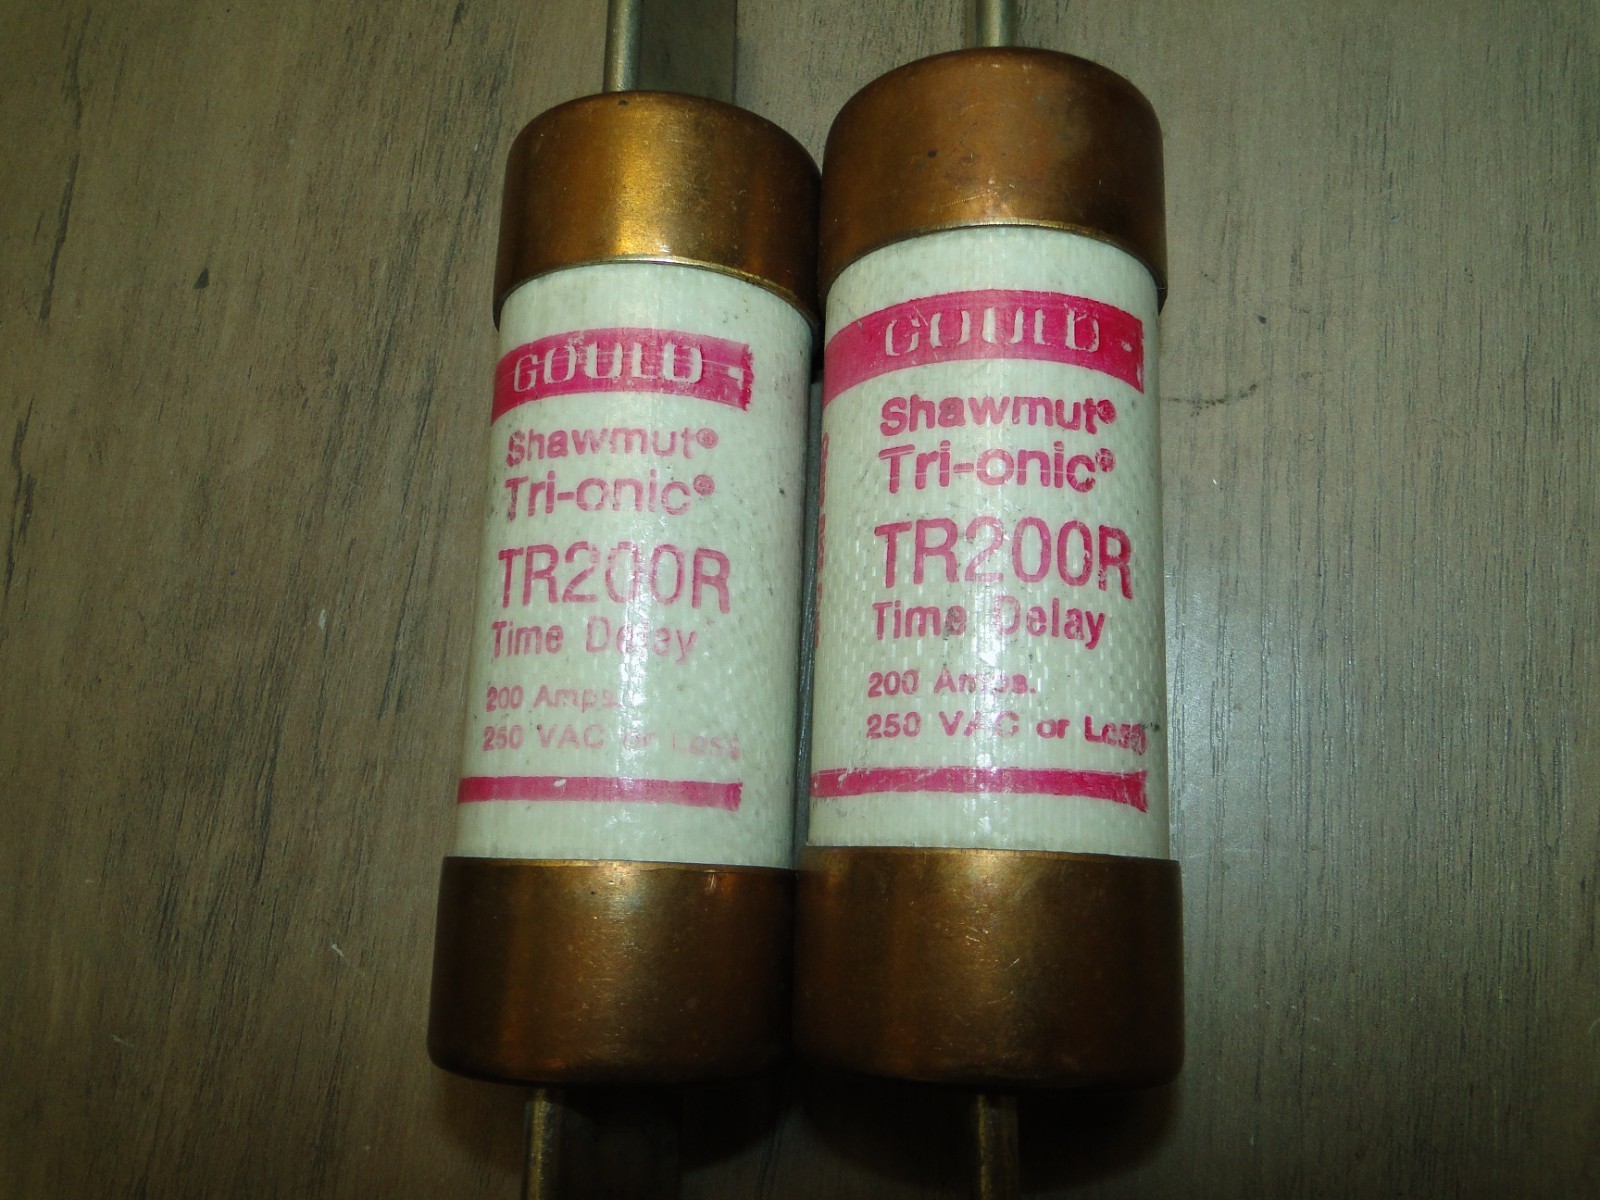 GOULD
Shawmut®
Tri-onic®
TR200R
Time Delay
200 Amps.
250 VAC or Less
GOULD
Shawmut®
Tri-onic®
TR200R
Time Delay
200 Amps.
250 VAC or Less